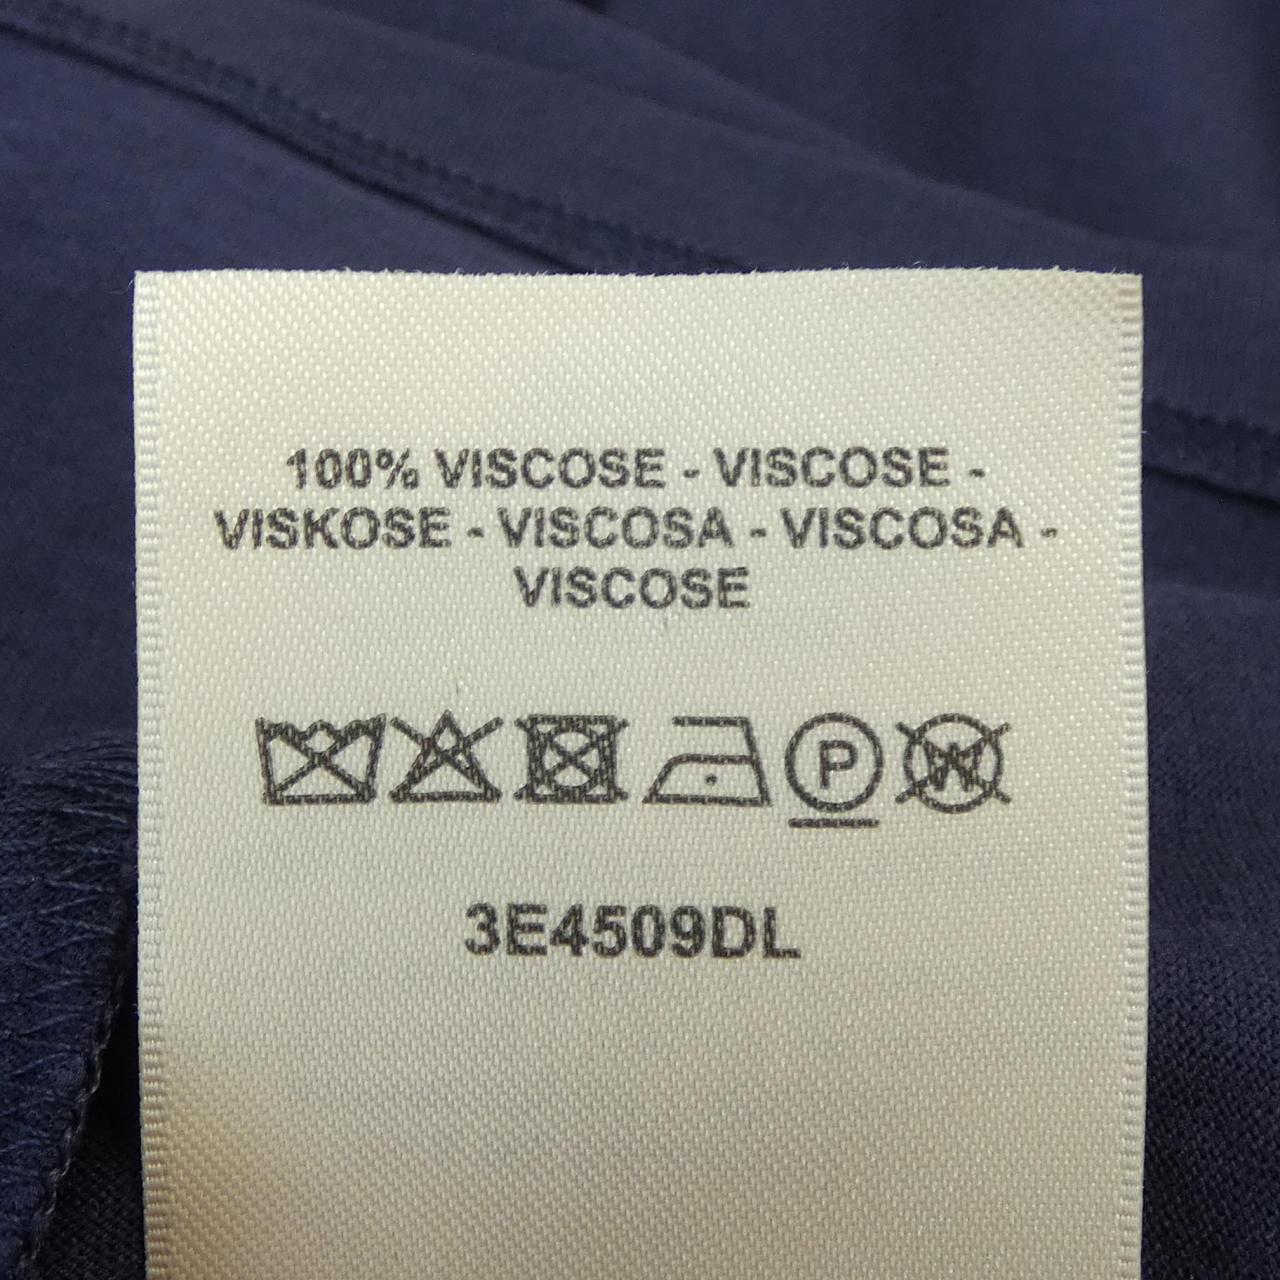 100% VISCOSE - VISCOSE -
VISKOSE - VISCOSA - VISCOSA -
VISCOSE
P W
3E4509DL